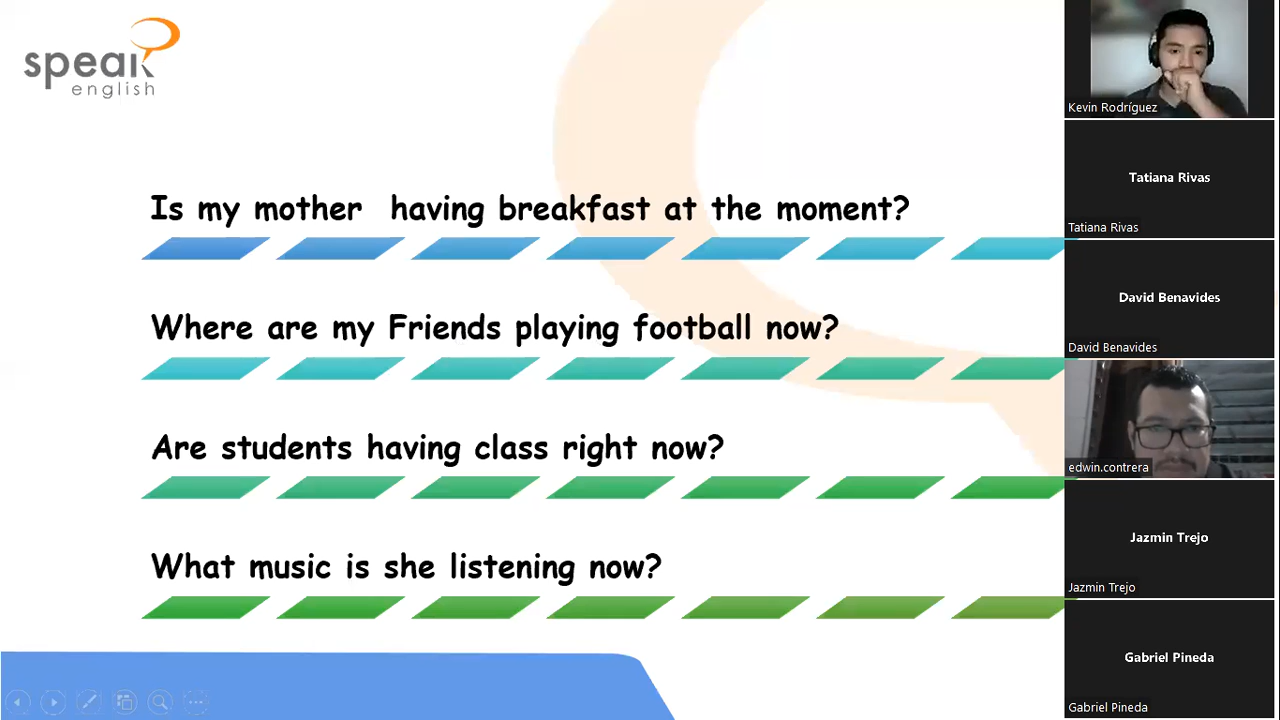 speak
english
Is my mother  having breakfast at the moment?
Where are my Friends playing football now?
Are students having class right now?
What music is she listening now?
Kevin Rodríguez
Tatiana Rivas
Tatiana Rivas
David Benavides
David Benavides
edwin.contrera
Jazmin Trejo
Jazmin Trejo
Gabriel Pineda
Gabriel Pineda